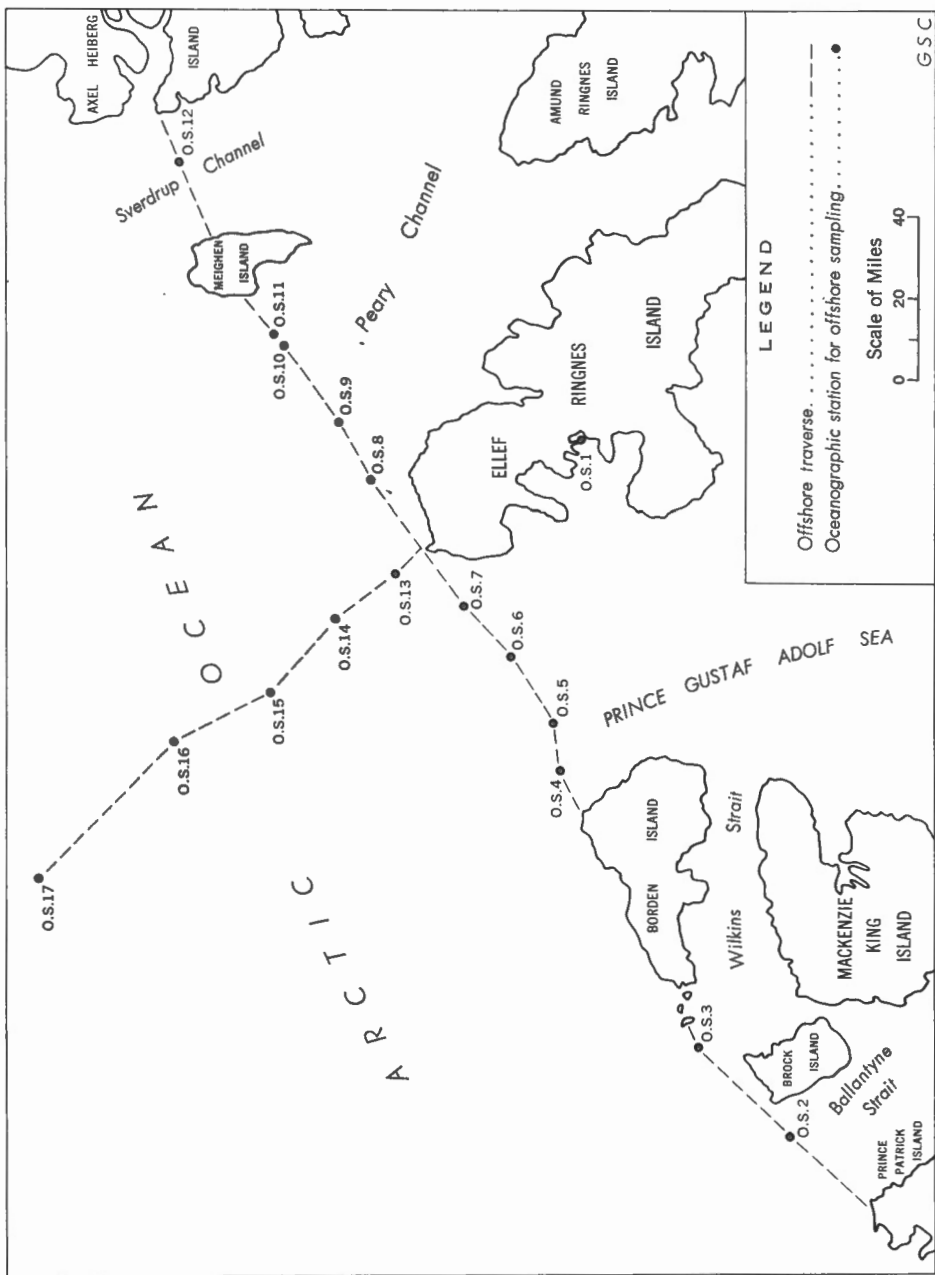 AXEL HEIBERG
ISLAND
O.S.12
Sverdrup
Channel
MEIGHEN
ISLAND
AMUND
RINGNES
ISLAND
Peary Channel
O.S.11
O.S.10
O.S.9
O.S.8
ELLEF
RINGNES
ISLAND
O.S.1
ARCTIC OCEAN
O.S.13
O.S.14
O.S.15
O.S.16
O.S.17
O.S.7
O.S.6
O.S.5
O.S.4
PRINCE GUSTAF ADOLF SEA
BORDEN
ISLAND
Wilkins Strait
MACKENZIE
KING
ISLAND
O.S.3
BROCK
ISLAND
O.S.2
Ballantyne
Strait
PRINCE
PATRICK
ISLAND
LEGEND
Offshore traverse
Oceanographic station for offshore sampling
Scale of Miles
0 20 40
GSC